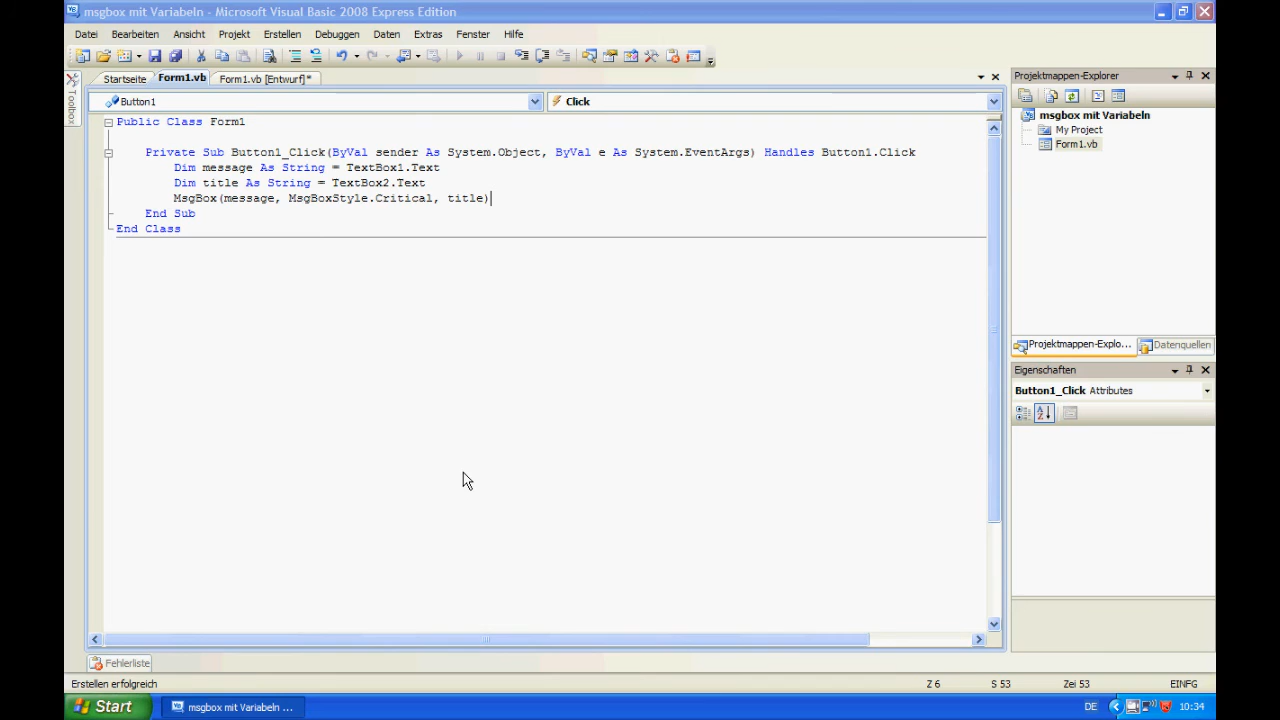 msgbox mit Variabeln - Microsoft Visual Basic 2008 Express Edition
Datei Bearbeiten Ansicht Projekt Erstellen Debuggen Daten Extras Fenster Hilfe
Startseite Form1.vb Form1.vb [Entwurf]*
Toolbox
Button1 Click
Public Class Form1
Private Sub Button1_Click(ByVal sender As System.Object, ByVal e As System.EventArgs) Handles Button1.Click
Dim message As String = TextBox1.Text
Dim title As String = TextBox2.Text
MsgBox(message, MsgBoxStyle.Critical, title)
End Sub
End Class
Projektmappen-Explorer
msgbox mit Variabeln
My Project
Form1.vb
Projektmappen-Explo... Datenquellen
Eigenschaften
Button1_Click Attributes
Fehlerliste
Erstellen erfolgreich Z 6 S 53 Zei 53 EINFG
Start msgbox mit Variabeln ... DE 10:34